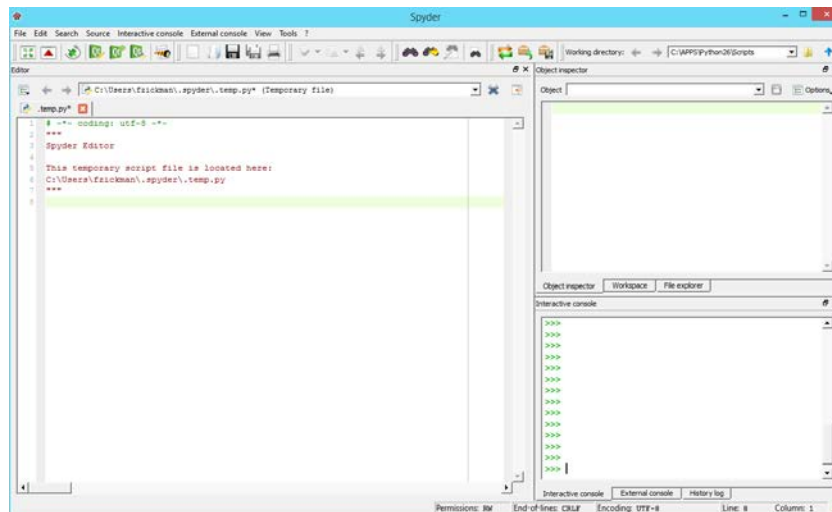 Spyder
File Edit Search Source Interactive console External console View Tools ?
Working directory: C:\APPS\Python26\Scripts
Editor
Object inspector
C:\Users\fzickman\.spyder\.temp.py* (Temporary file)
Object
Options
.temp.py*
1 # -*- coding: utf-8 -*-
2 """
3 Spyder Editor
4
5 This temporary script file is located here:
6 C:\Users\fzickman\.spyder\.temp.py
7 """
8
Object inspector Workspace File explorer
Interactive console
>>>
>>>
>>>
>>>
>>>
>>>
>>>
>>>
>>>
>>>
>>>
>>>
>>>
>>>
Interactive console External console History log
Permissions: RW End-of-lines: CRLF Encoding: UTF-8 Line: 8 Column: 1